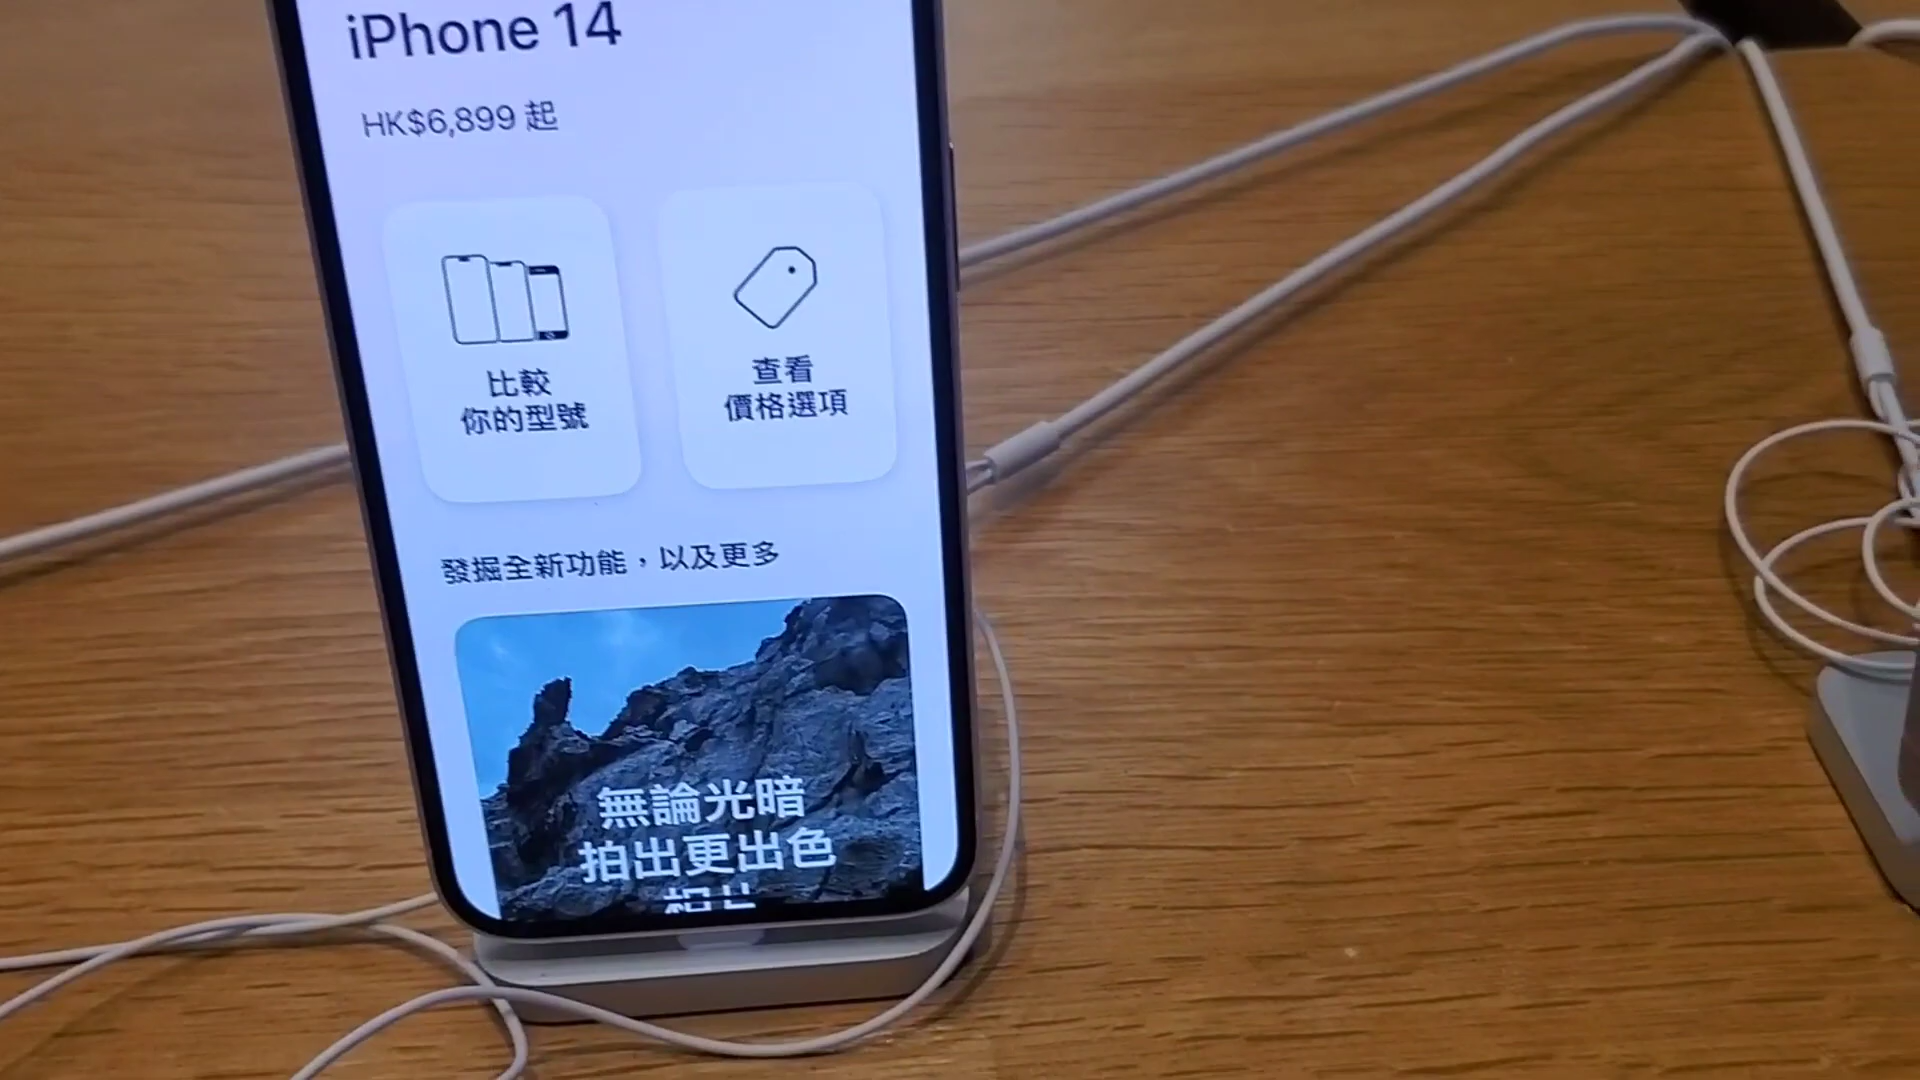 iPhone 14
HK$6,899 起
比較
你的型號
查看
價格選項
發掘全新功能，以及更多
無論光暗
拍出更出色